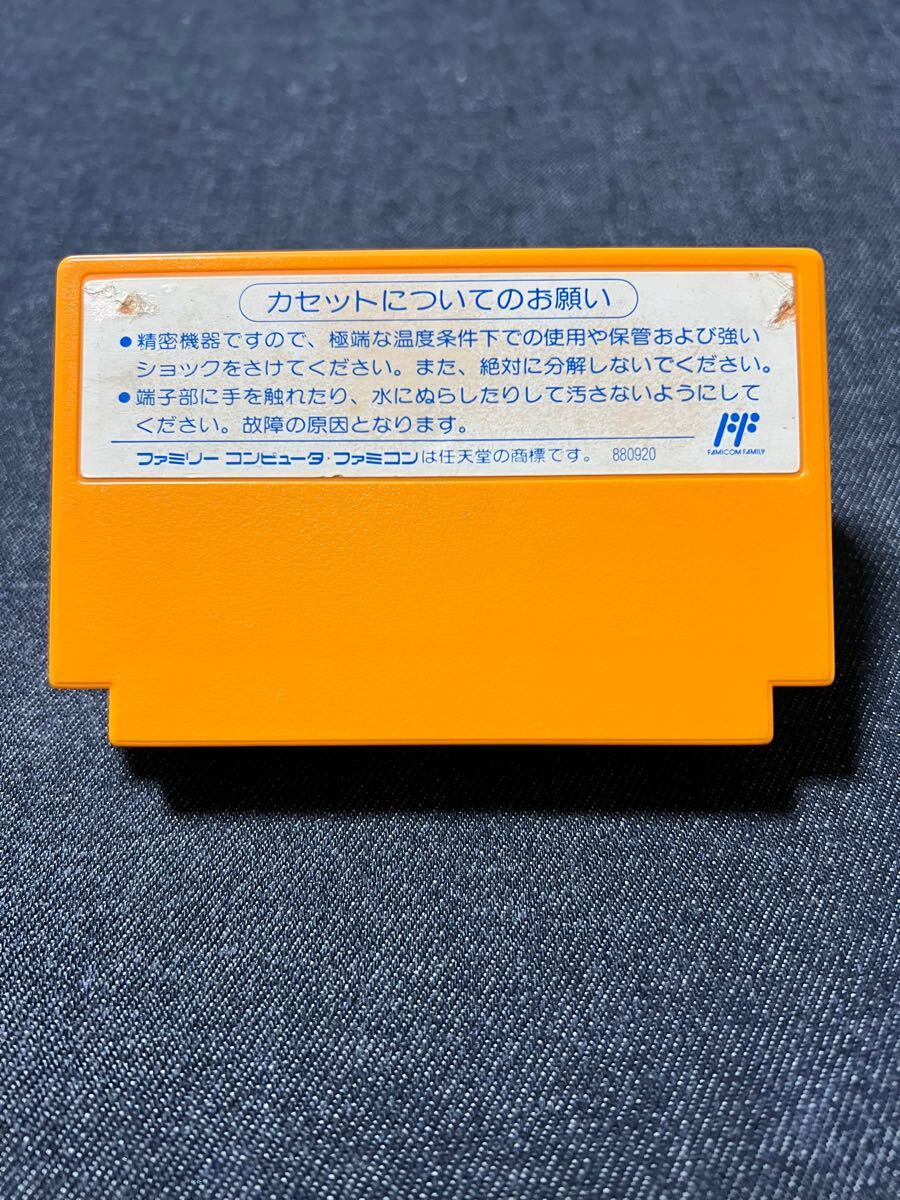 カセットについてのお願い
●精密機器ですので、極端な温度条件下での使用や保管および強い
ショックをさけてください。また、絶対に分解しないでください。
●端子部に手を触れたり、水にぬらしたりして汚さないようにして
ください。故障の原因となります。
FAMICOM FAMILY
ファミリー コンピュータ・ファミコンは任天堂の商標です。 880920